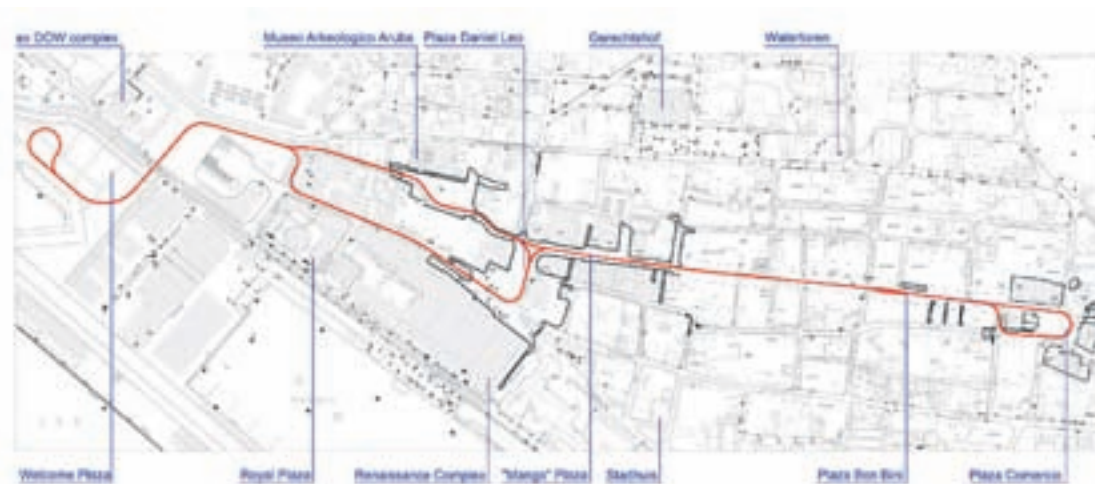 ex DOW complex
Museo Arkeologico Aruba
Plaza Daniel Leo
Gerechtshof
Watertoren
Welcome Plaza
Royal Plaza
Renaissance Complex
"Mango" Plaza
Stadhuis
Plaza Bon Bini
Plaza Comercio